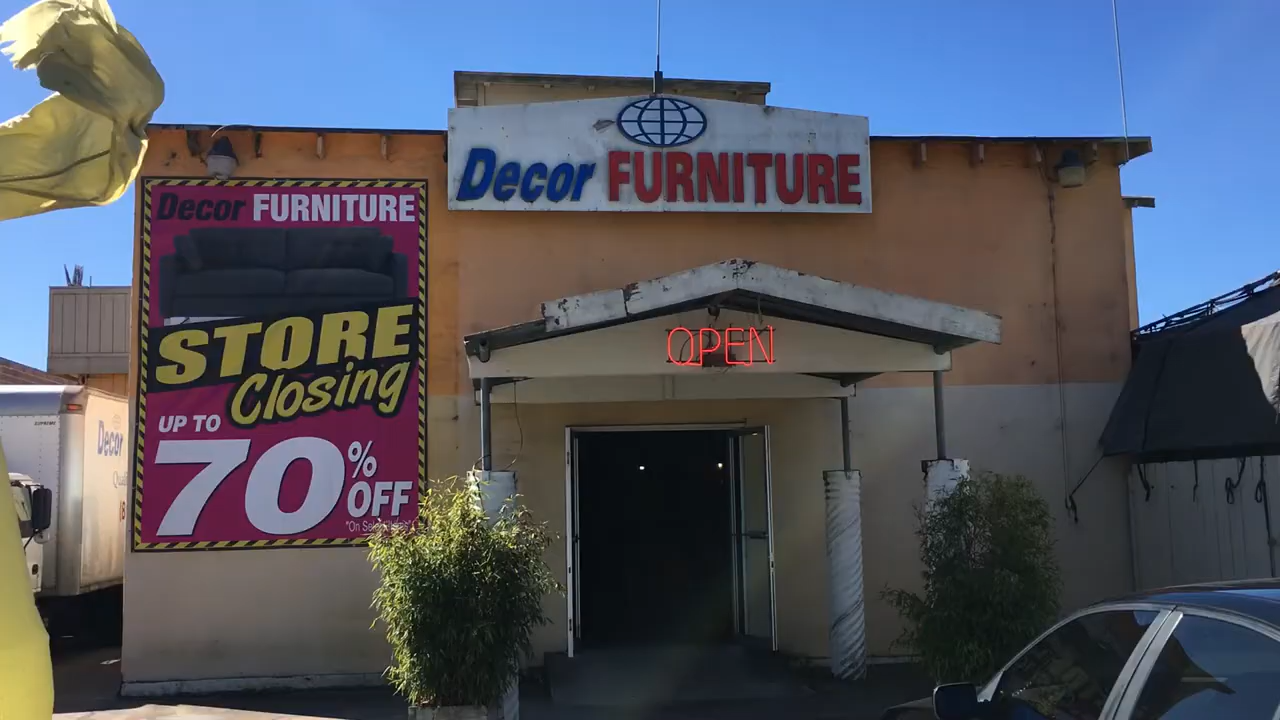 Decor FURNITURE
Decor FURNITURE
STORE
Closing
UP TO
70% OFF
OPEN
Decor